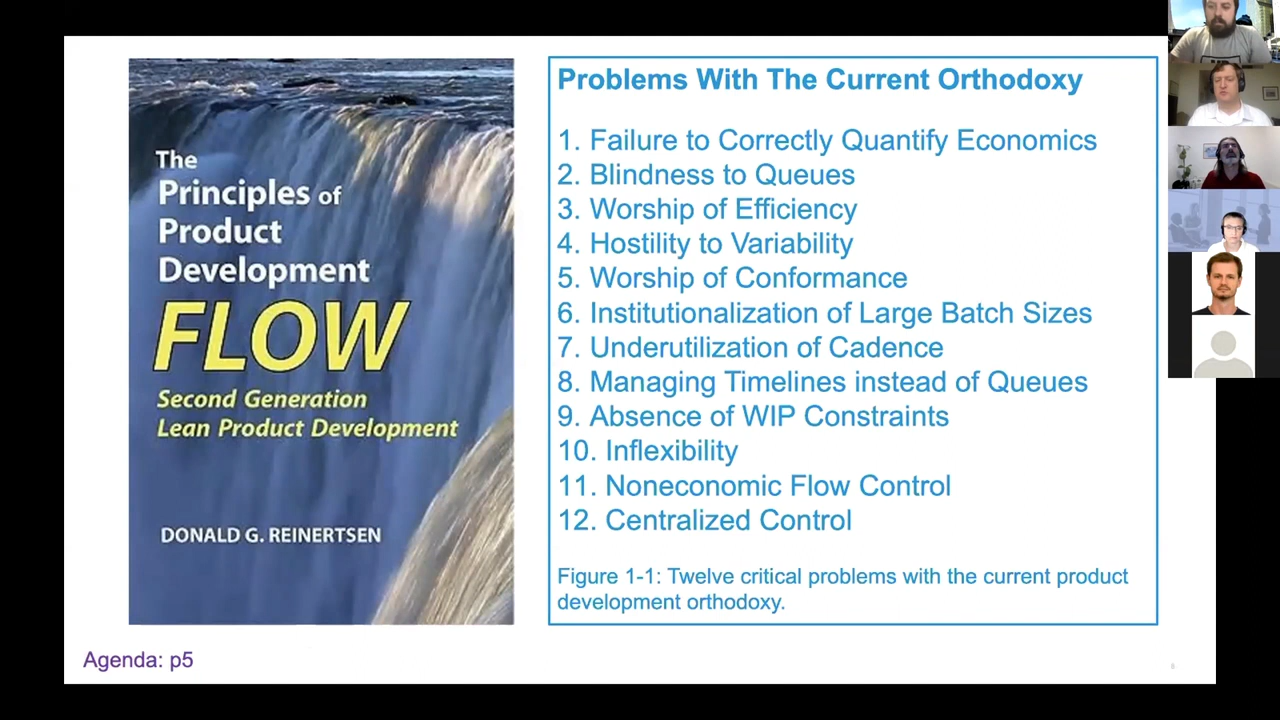 The
Principles of
Product
Development
FLOW
Second Generation
Lean Product Development
DONALD G. REINERTSEN
Problems With The Current Orthodoxy
1. Failure to Correctly Quantify Economics
2. Blindness to Queues
3. Worship of Efficiency
4. Hostility to Variability
5. Worship of Conformance
6. Institutionalization of Large Batch Sizes
7. Underutilization of Cadence
8. Managing Timelines instead of Queues
9. Absence of WIP Constraints
10. Inflexibility
11. Noneconomic Flow Control
12. Centralized Control
Figure 1-1: Twelve critical problems with the current product
development orthodoxy.
Agenda: p5